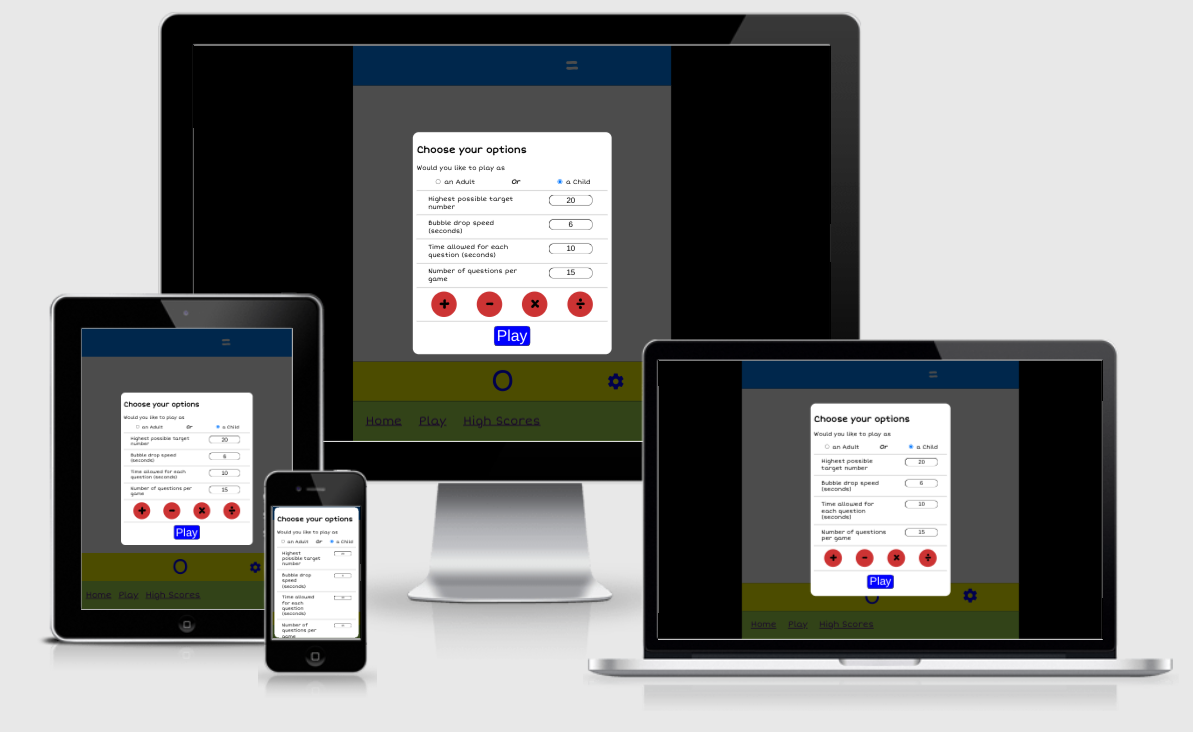 =
Choose your options
Would you like to play as
an Adult Or a Child
Highest possible target
number
20
Bubble drop speed
(seconds)
6
Time allowed for each
question (seconds)
10
Number of questions per
game
15
+ - × ÷
Play
0
Home Play High Scores
=
Choose your options
Would you like to play as
an Adult Or a Child
Highest possible target
number
20
Bubble drop speed
(seconds)
6
Time allowed for each
question (seconds)
10
Number of questions per
game
15
+ - × ÷
Play
0
Home Play High Scores
Choose your options
Would you like to play as
an Adult Or a Child
Highest
possible target
number
Bubble drop
speed
(seconds)
Time allowed
for each
question
(seconds)
Number of
questions per
game
=
Choose your options
Would you like to play as
an Adult Or a Child
Highest possible
target number
20
Bubble drop speed
(seconds)
6
Time allowed for
each question
(seconds)
10
Number of questions
per game
15
+ - × ÷
Play
0
Home Play High Scores